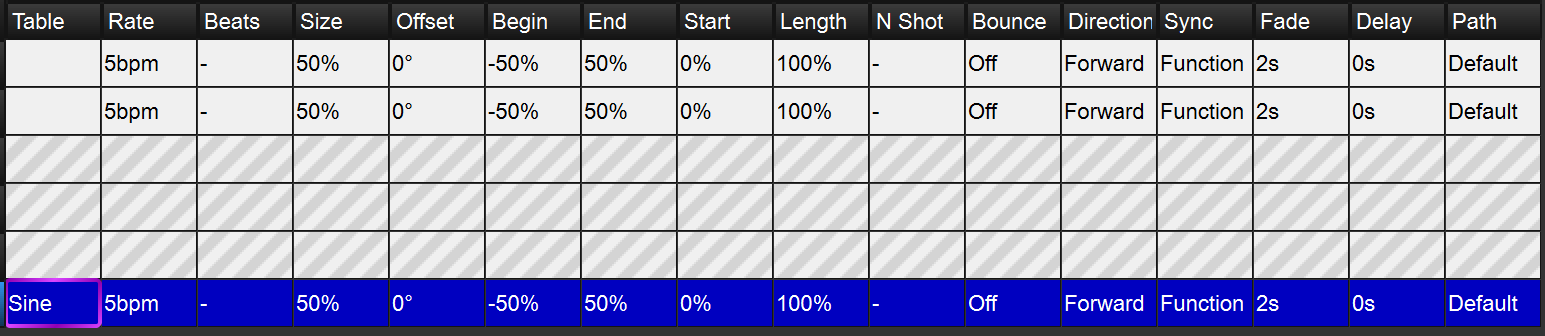 Table Rate Beats Size Offset Begin End Start Length N Shot Bounce Direction Sync Fade Delay Path
5bpm - 50% 0° -50% 50% 0% 100% - Off Forward Function 2s 0s Default
5bpm - 50% 0° -50% 50% 0% 100% - Off Forward Function 2s 0s Default
Sine 5bpm - 50% 0° -50% 50% 0% 100% - Off Forward Function 2s 0s Default